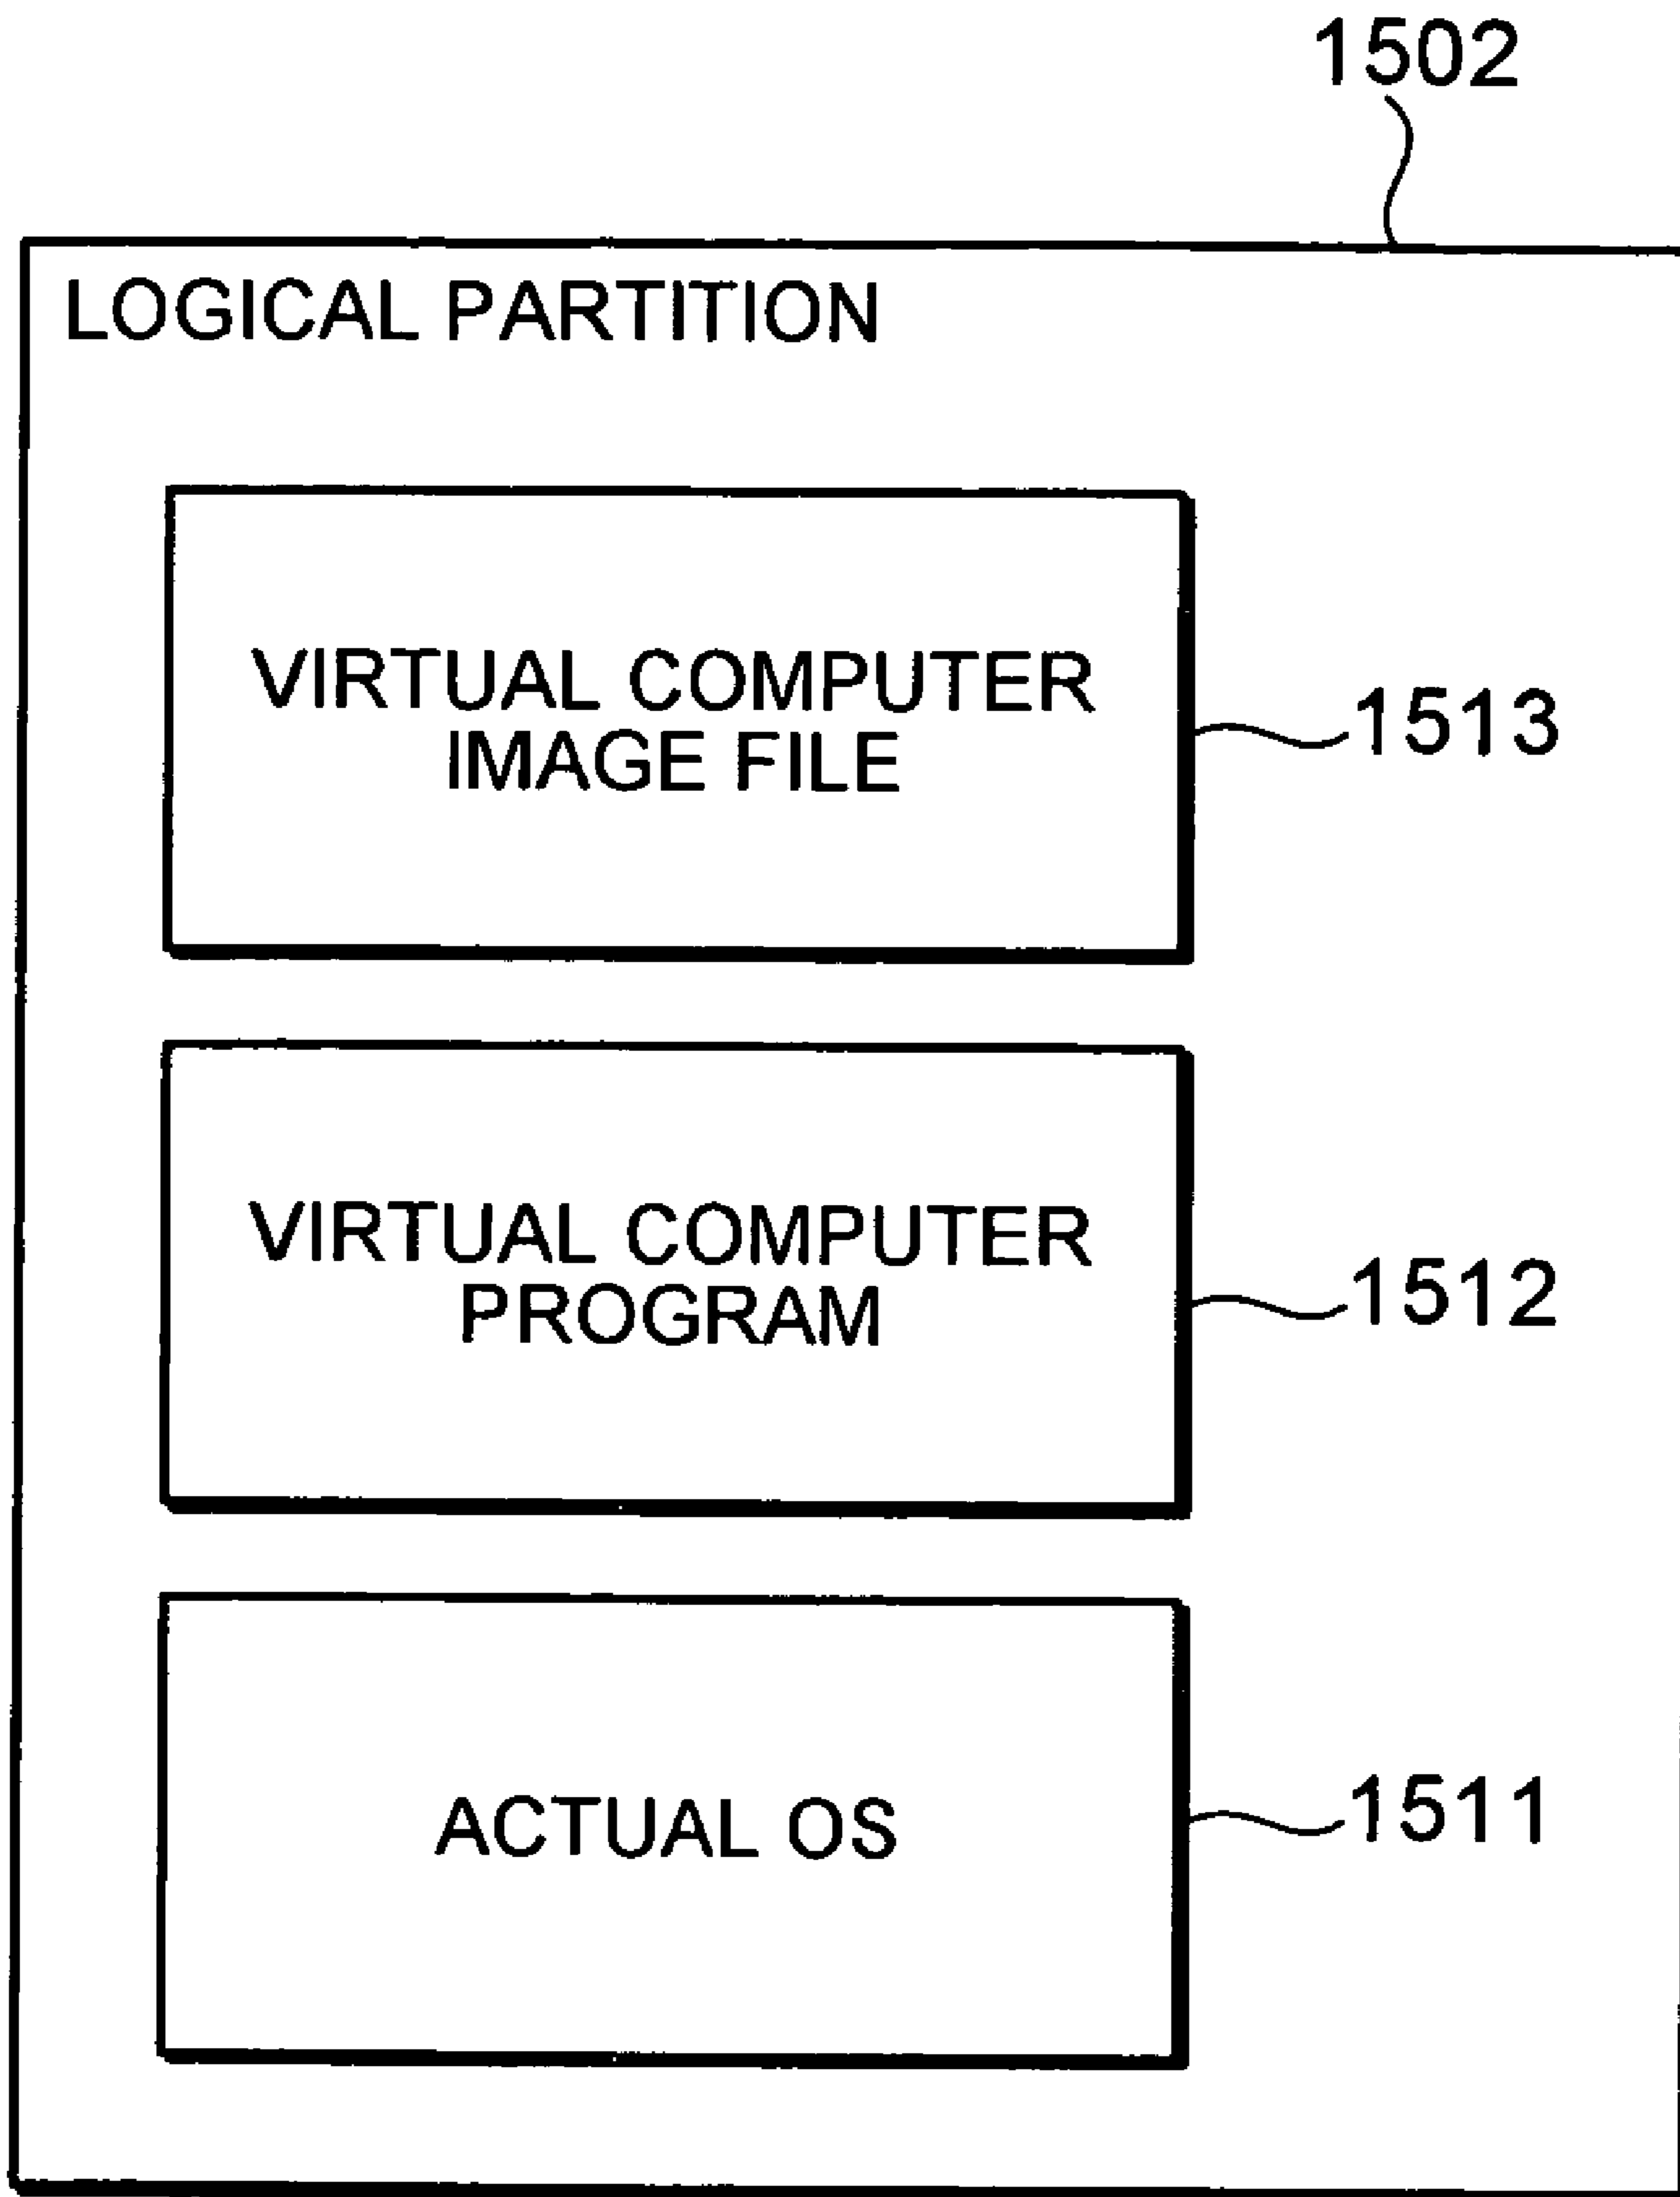 1502
LOGICAL PARTITION
VIRTUAL COMPUTER
IMAGE FILE
1513
VIRTUAL COMPUTER
PROGRAM
1512
ACTUAL OS
1511